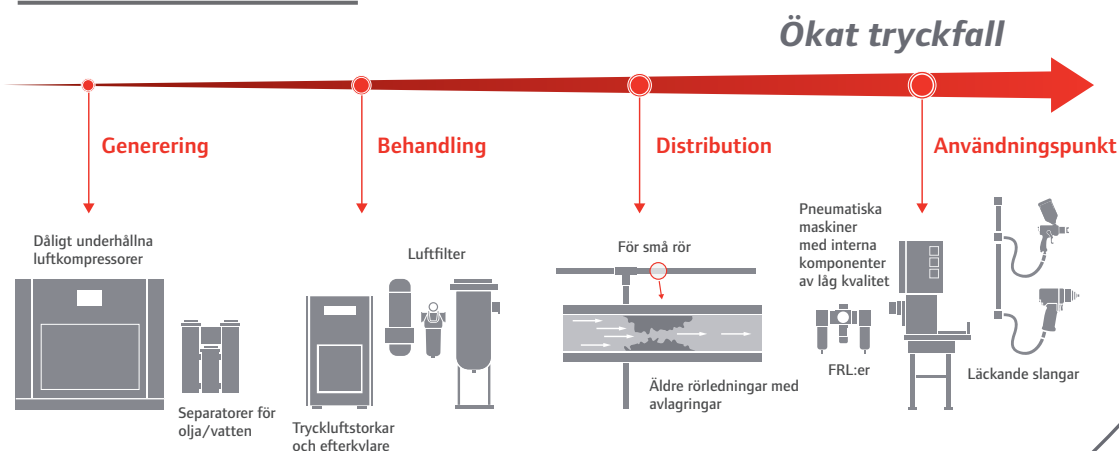 Ökat tryckfall
Generering
Behandling
Distribution
Användningspunkt
Dåligt underhållna
luftkompressorer
Separatorer för
olja/vatten
Luftfilter
Tryckluftstorkar
och efterkylare
För små rör
Äldre rörledningar med
avlagringar
Pneumatiska
maskiner
med interna
komponenter
av låg kvalitet
FRL:er
Läckande slangar